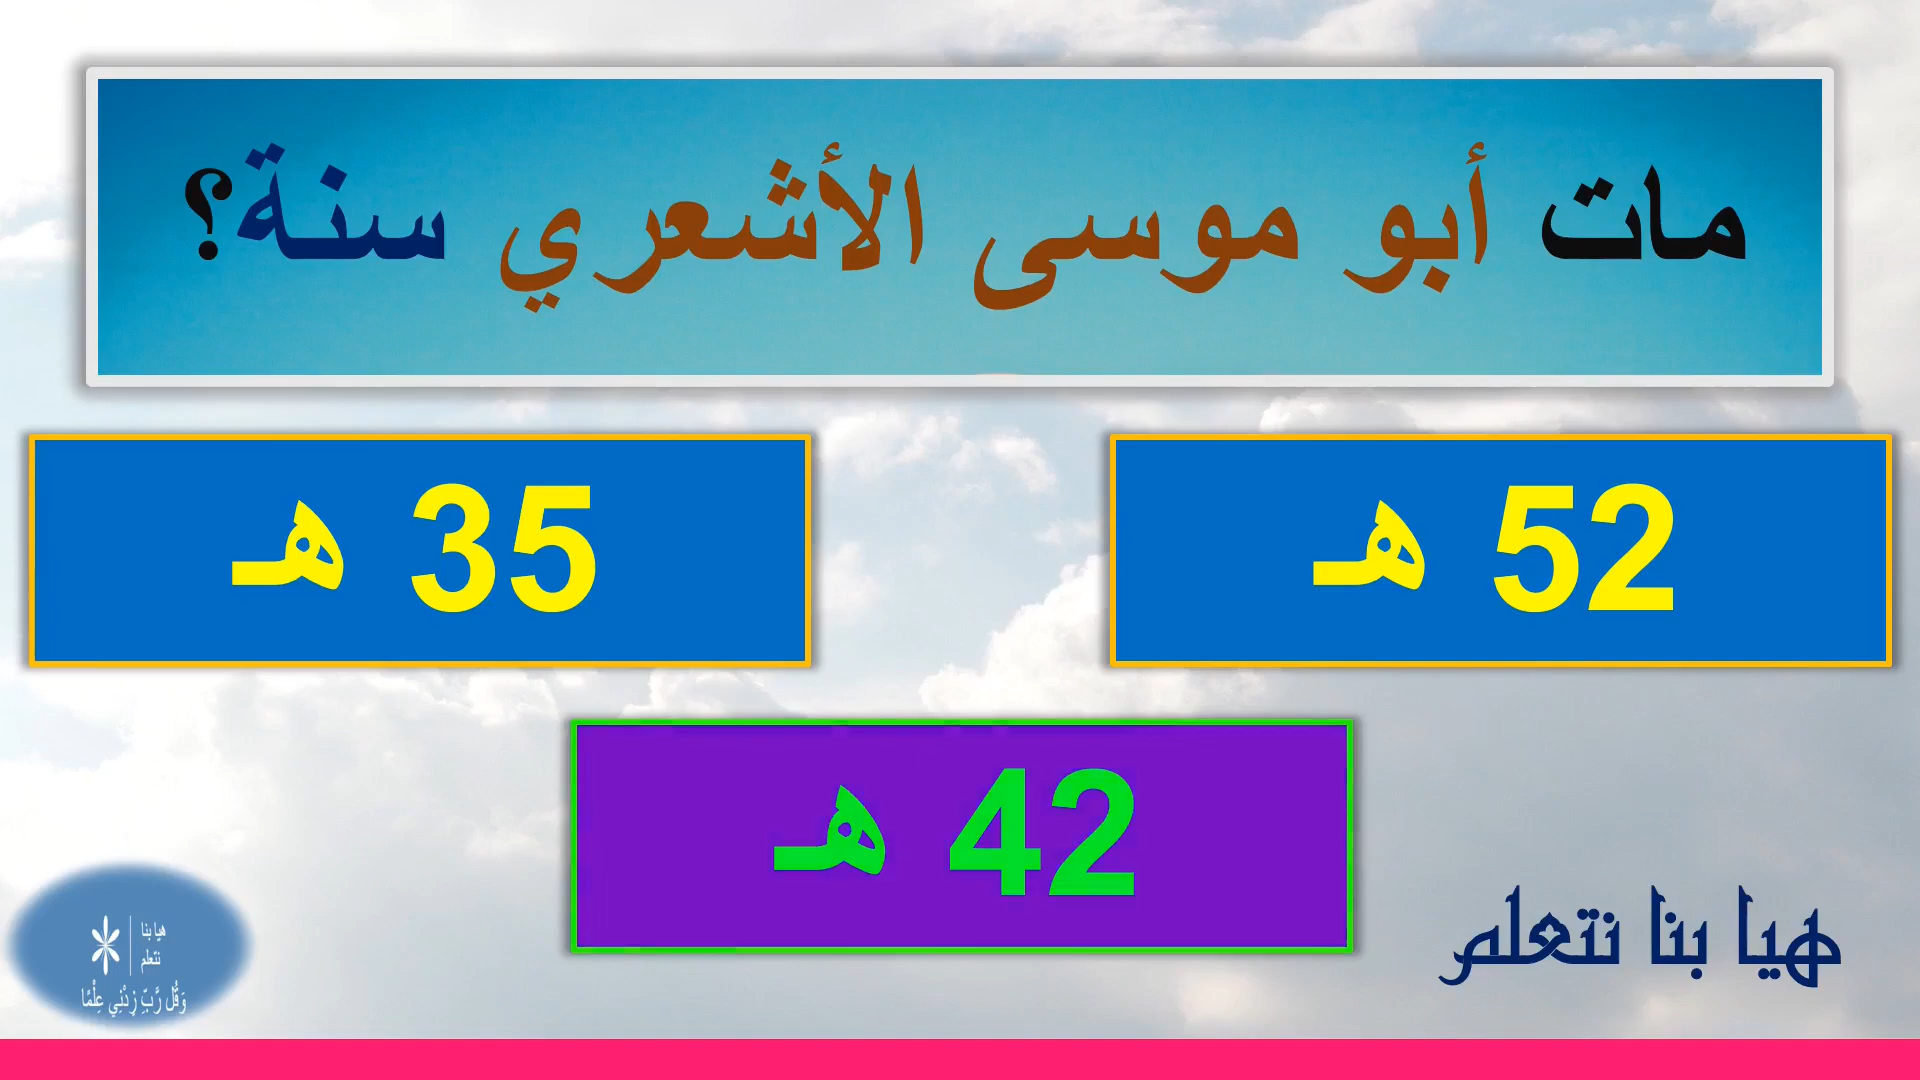 مات أبو موسى الأشعري سنة؟
52 هـ
35 هـ
42 هـ
هيا بنا نتعلم
هيا بنا
نتعلم
وَقُل رَّبِّ زِدْنِي عِلْمًا